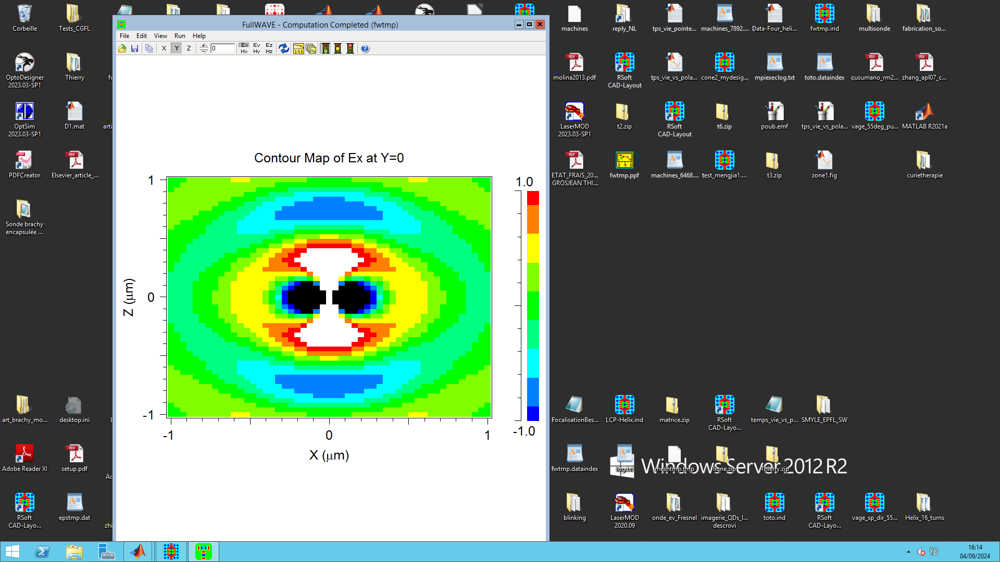 FullWAVE - Computation Completed (fwtmp)
File Edit View Run Help
X Y Z 0 Ex Ey Ez
Hx Hy Hz
Contour Map of Ex at Y=0
1
0
-1
Z (μm)
-1 0 1
X (μm)
1.0
-1.0
Corbeille
Tests_CGFL
OptoDesigner
2023.03-SP1
Thierry
OptSim
2023.03-SP1
D1.mat
PDFCreator
Elsevier_article_...
Sonde brachy
encapsulée ...
art_brachy_mo...
desktop.ini
Adobe Reader XI
setup.pdf
RSoft
CAD-Layo...
epstmp.dat
machines
reply_NL
tps_vie_pointe...
machines_7892....
Data-Four_heli...
fwtmp.ind
multisonde
fabrication_so...
molina2013.pdf
RSoft
CAD-Layout
tps_vie_vs_pola...
cone2_mydesig...
mpiexeclog.txt
toto.dataindex
cusumano_rm2...
zhang_apl07_c...
LaserMOD
2023.03-SP1
t2.zip
RSoft
CAD-Layout
t6.zip
poub.emf
tps_vie_vs_pola...
vage_55deg_pu...
MATLAB R2021a
ETAT_FRAIS_20...
GROSJEAN THI...
fwtmp.ppf
machines_6468....
test_mengjia1....
t3.zip
zone1.fig
curietherapie
FocalisationBes...
LCP-Helix.ind
matrice.zip
RSoft
CAD-Layo...
temps_vie_vs_p...
SMYLE_EPFL_SW
fwtmp.dataindex
log.txt
meshtmp.tmp
ligne.zip
Thierry.zip
Windows Server 2012 R2
blinking
LaserMOD
2020.09
onde_ev_Fresnel
imagerie_QDs_l...
descrovi
toto.ind
RSoft
CAD-Layo...
vage_sp_dir_55...
Helix_16_turns
16:14
04/09/2024